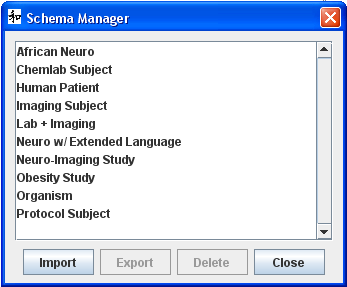 和 Schema Manager
African Neuro
Chemlab Subject
Human Patient
Imaging Subject
Lab + Imaging
Neuro w/ Extended Language
Neuro-Imaging Study
Obesity Study
Organism
Protocol Subject
Import Export Delete Close